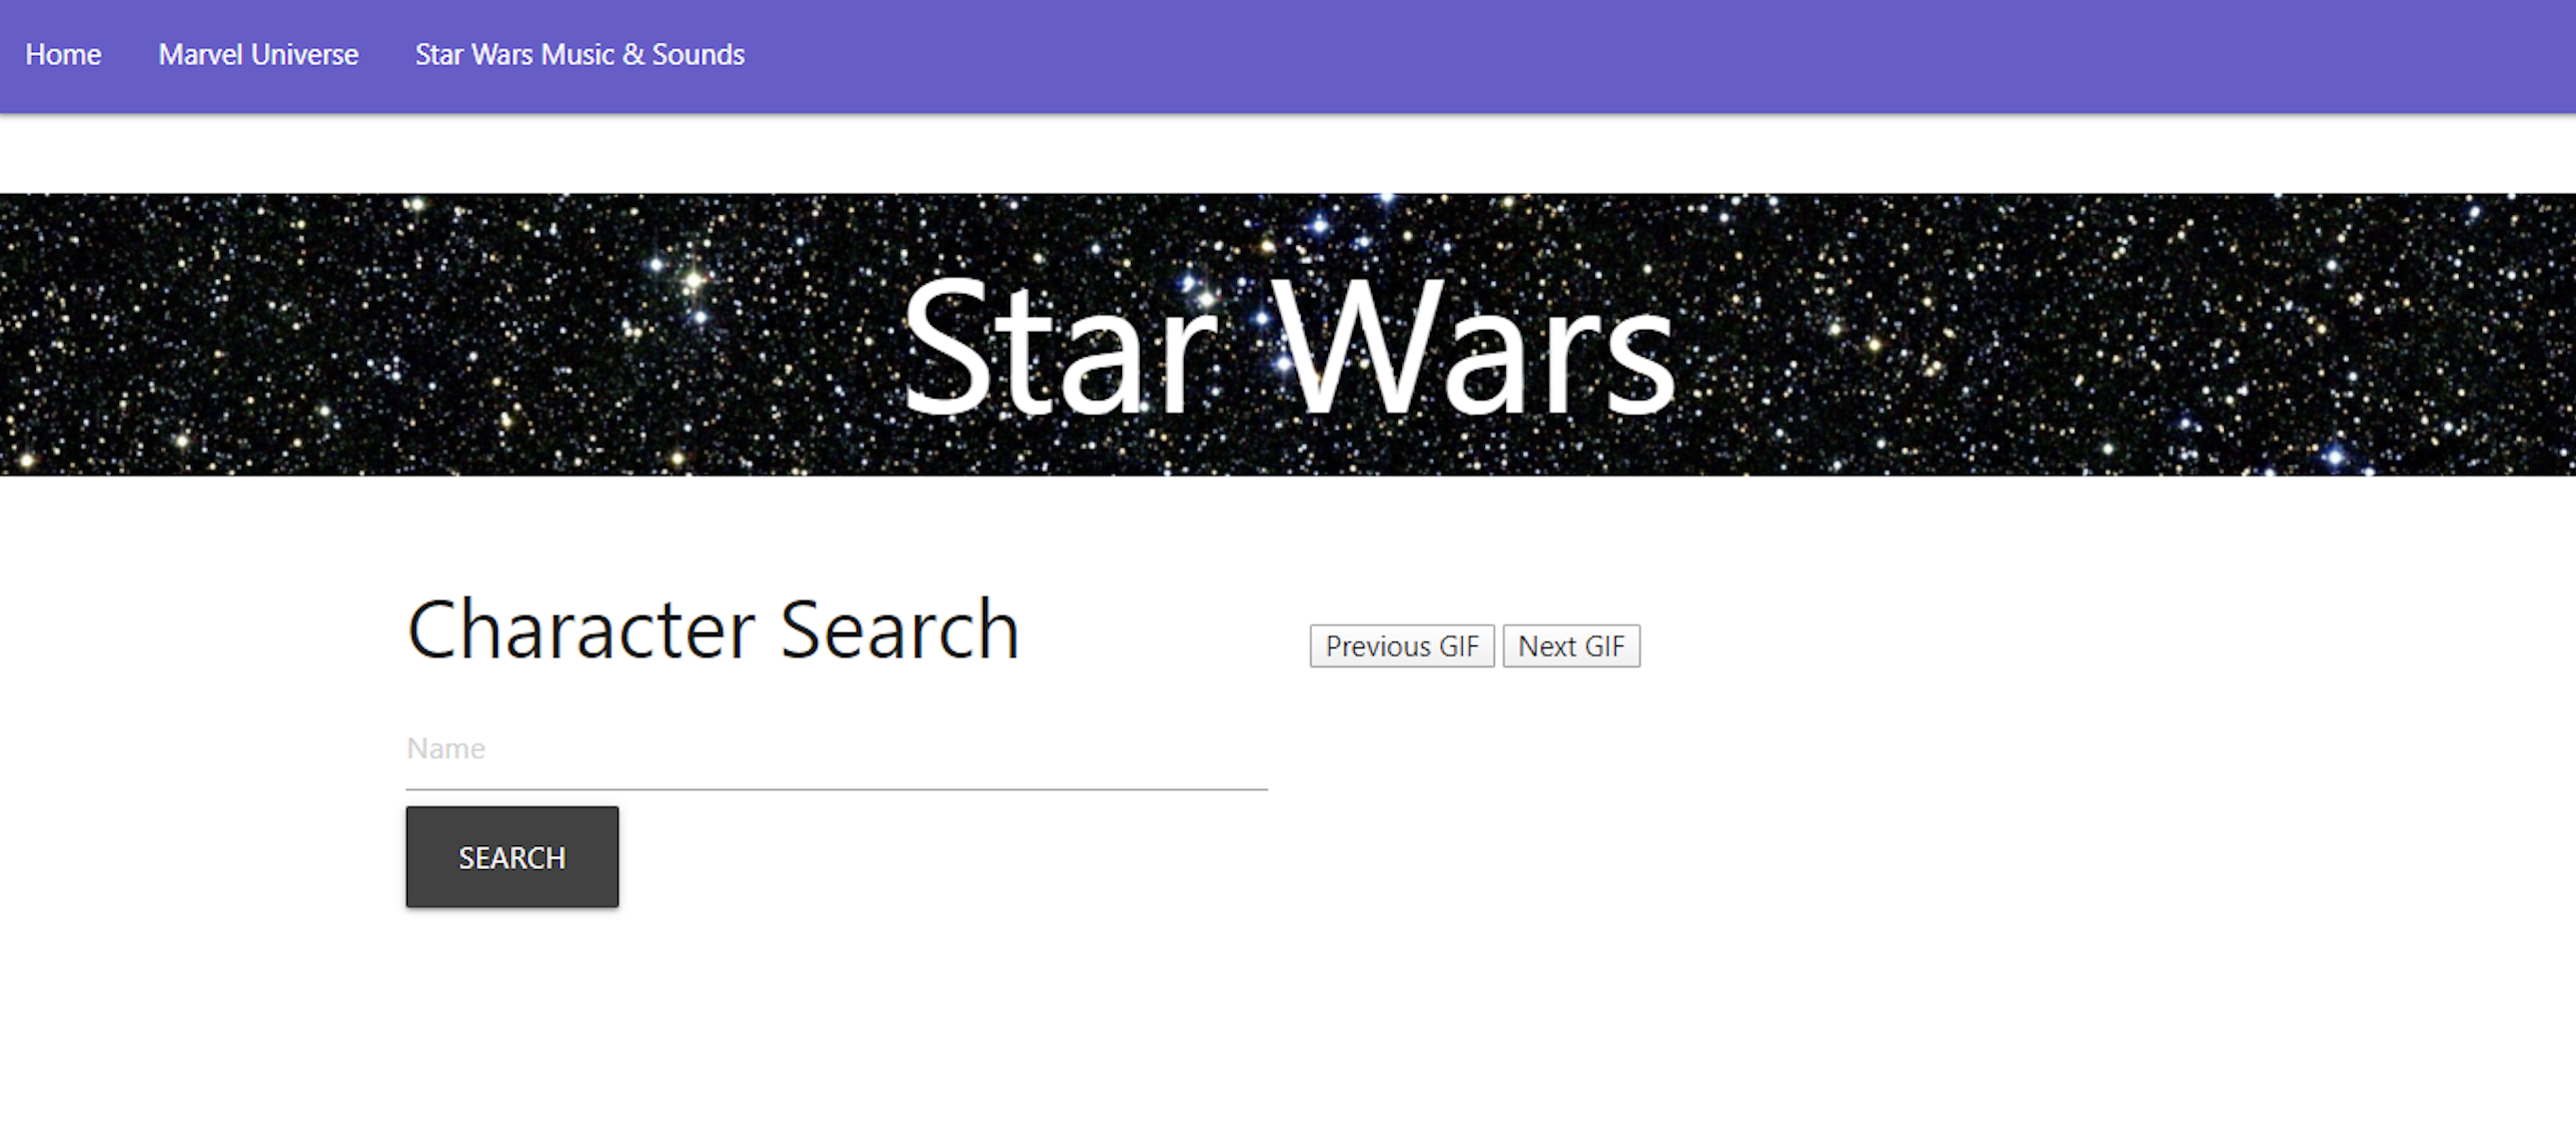 Home Marvel Universe Star Wars Music & Sounds
Star Wars
Character Search
Previous GIF Next GIF
Name
SEARCH